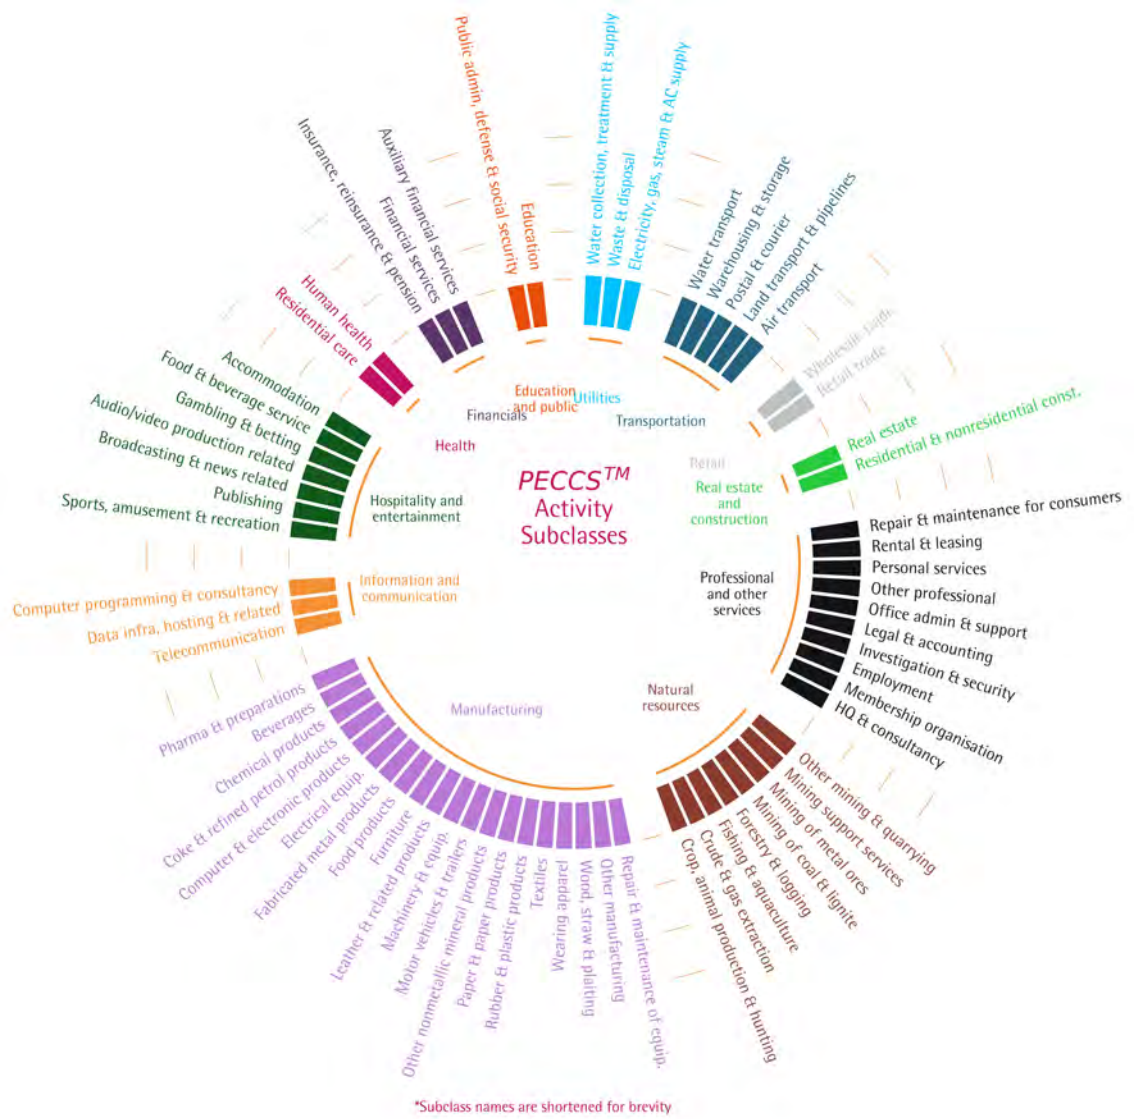 PECCS™
Activity
Subclasses
Education
and public
Public admin, defense & social security
Education
Utilities
Water collection, treatment & supply
Waste & disposal
Electricity, gas, steam & AC supply
Transportation
Water transport
Warehousing & storage
Postal & courier
Land transport & pipelines
Air transport
Retail
Wholesale trade
Retail trade
Real estate
and
construction
Real estate
Residential & nonresidential const.
Professional
and other
services
Repair & maintenance for consumers
Rental & leasing
Personal services
Other professional
Office admin & support
Legal & accounting
Investigation & security
Employment
Membership organisation
HQ & consultancy
Natural
resources
Other mining & quarrying
Mining support services
Mining of metal ores
Mining of coal & lignite
Forestry & logging
Fishing & aquaculture
Crude & gas extraction
Crop, animal production & hunting
Manufacturing
Repair & maintenance of equip.
Other manufacturing
Wood, straw & plaiting
Wearing apparel
Textiles
Rubber & plastic products
Paper & paper products
Other nonmetallic mineral products
Motor vehicles & trailers
Machinery & equip.
Leather & related products
Furniture
Food products
Fabricated metal products
Electrical equip.
Computer & electronic products
Coke & refined petrol products
Chemical products
Beverages
Pharma & preparations
Information and
communication
Telecommunication
Data infra, hosting & related
Computer programming & consultancy
Hospitality and
entertainment
Sports, amusement & recreation
Publishing
Broadcasting & news related
Audio/video production related
Gambling & betting
Food & beverage service
Accommodation
Health
Residential care
Human health
Financials
Insurance, reinsurance & pension
Financial services
Auxiliary financial services
*Subclass names are shortened for brevity